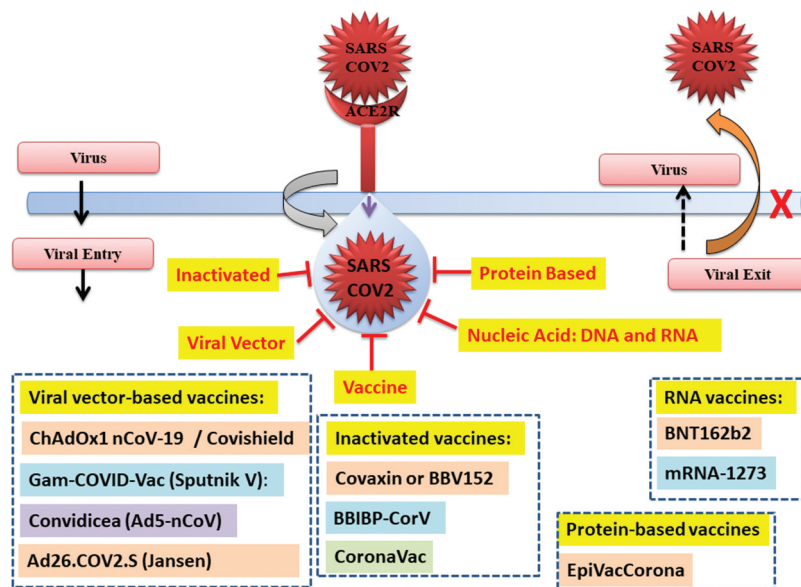 SARS
COV2
ACE2R
SARS
COV2
Virus
Viral Entry
Virus
X
Viral Exit
SARS
COV2
Inactivated
Protein Based
Viral Vector
Nucleic Acid: DNA and RNA
Vaccine
Viral vector-based vaccines:
ChAdOx1 nCoV-19 / Covishield
Gam-COVID-Vac (Sputnik V):
Convidicea (Ad5-nCoV)
Ad26.COV2.S (Jansen)
Inactivated vaccines:
Covaxin or BBV152
BBIBP-CorV
CoronaVac
RNA vaccines:
BNT162b2
mRNA-1273
Protein-based vaccines
EpiVacCorona